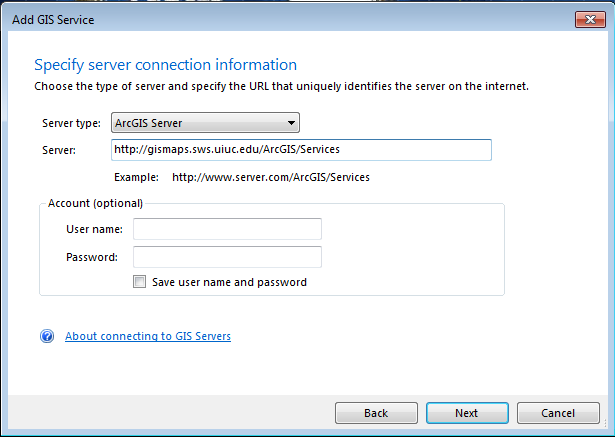 Add GIS Service
Specify server connection information
Choose the type of server and specify the URL that uniquely identifies the server on the internet.
Server type: ArcGIS Server
Server: http://gismaps.sws.uiuc.edu/ArcGIS/Services
Example: http://www.server.com/ArcGIS/Services
Account (optional)
User name:
Password:
Save user name and password
About connecting to GIS Servers
Back Next Cancel